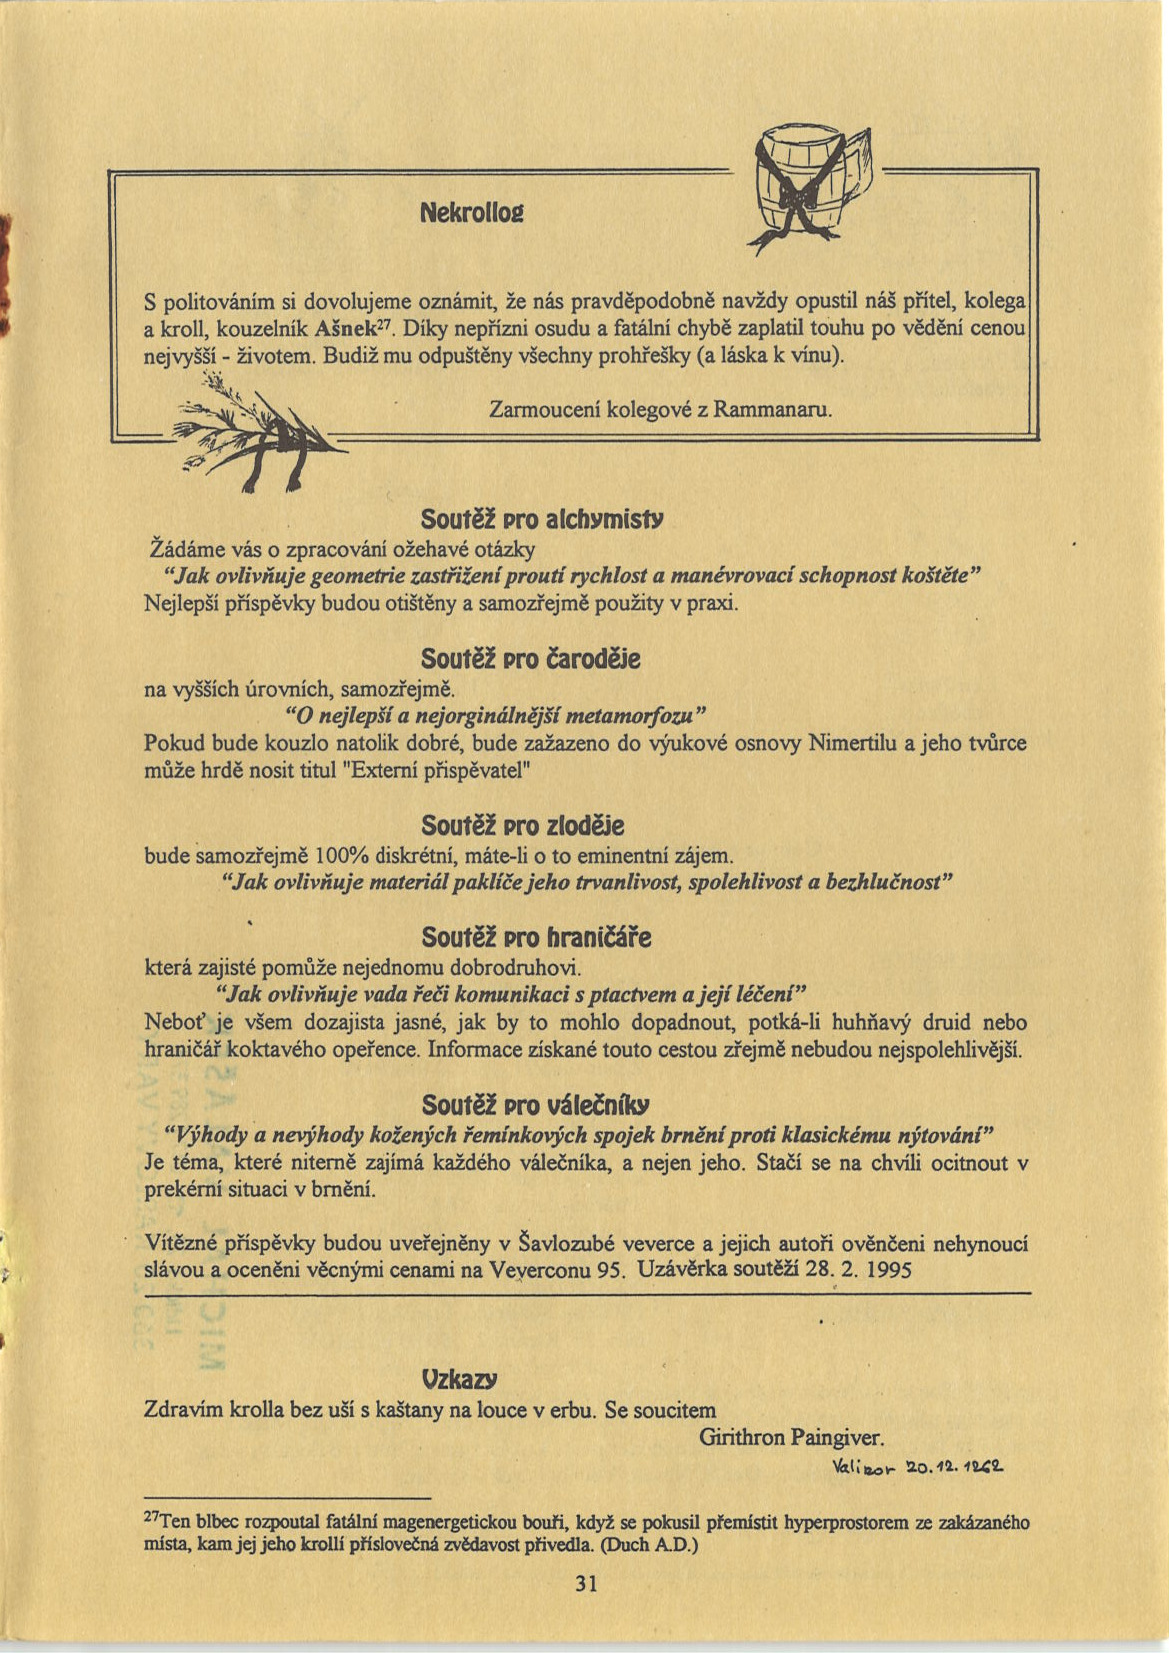 Nekrollog
S politováním si dovolujeme oznámit, že nás pravděpodobně navždy opustil náš přítel, kolega
a kroll, kouzelník Ašnek²⁷. Díky nepřízni osudu a fatální chybě zaplatil touhu po vědění cenou
nejvyšší - životem. Budiž mu odpuštěny všechny prohřešky (a láska k vínu).
Zarmoucení kolegové z Rammanaru.
Soutěž pro alchymisty
Žádáme vás o zpracování ožehavé otázky
“Jak ovlivňuje geometrie zastřižení proutí rychlost a manévrovací schopnost koštěte”
Nejlepší příspěvky budou otištěny a samozřejmě použity v praxi.
Soutěž pro čaroděje
na vyšších úrovních, samozřejmě.
“O nejlepší a nejorginálnější metamorfozu”
Pokud bude kouzlo natolik dobré, bude zažazeno do výukové osnovy Nimertilu a jeho tvůrce
může hrdě nosit titul "Externí přispěvatel"
Soutěž pro zloděje
bude samozřejmě 100% diskrétní, máte-li o to eminentní zájem.
“Jak ovlivňuje materiál paklíče jeho trvanlivost, spolehlivost a bezhlučnost”
Soutěž pro hraničáře
která zajisté pomůže nejednomu dobrodruhovi.
“Jak ovlivňuje vada řeči komunikaci s ptactvem a její léčení”
Neboť je všem dozajista jasné, jak by to mohlo dopadnout, potká-li huhňavý druid nebo
hraničář koktavého opeřence. Informace získané touto cestou zřejmě nebudou nejspolehlivější.
Soutěž pro válečníky
“Výhody a nevýhody kožených řemínkových spojek brnění proti klasickému nýtování”
Je téma, které niterně zajímá každého válečníka, a nejen jeho. Stačí se na chvíli ocitnout v
prekérní situaci v brnění.
Vítězné příspěvky budou uveřejněny v Šavlozubé veverce a jejich autoři ověnčeni nehynoucí
slávou a oceněni věcnými cenami na Veverconu 95. Uzávěrka soutěží 28. 2. 1995
Vzkazy
Zdravím krolla bez uší s kaštany na louce v erbu. Se soucitem
Girithron Paingiver.
Valinor 20.12.1262
²⁷Ten blbec rozpoutal fatální magenergetickou bouři, když se pokusil přemístit hyperprostorem ze zakázaného
místa, kam jej jeho krollí příslovečná zvědavost přivedla. (Duch A.D.)
31